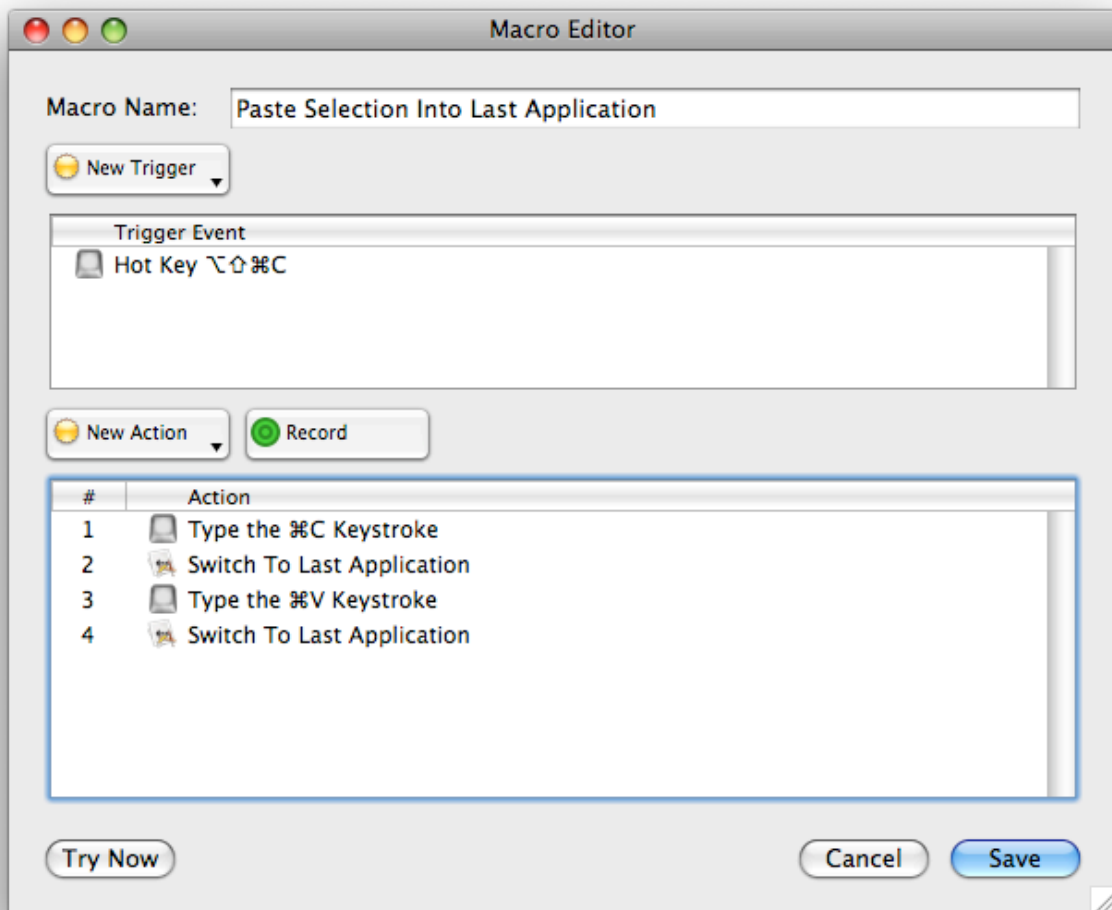 Macro Editor
Macro Name: Paste Selection Into Last Application
New Trigger
Trigger Event
Hot Key ⌥⇧⌘C
New Action Record
# Action
1 Type the ⌘C Keystroke
2 Switch To Last Application
3 Type the ⌘V Keystroke
4 Switch To Last Application
Try Now Cancel Save